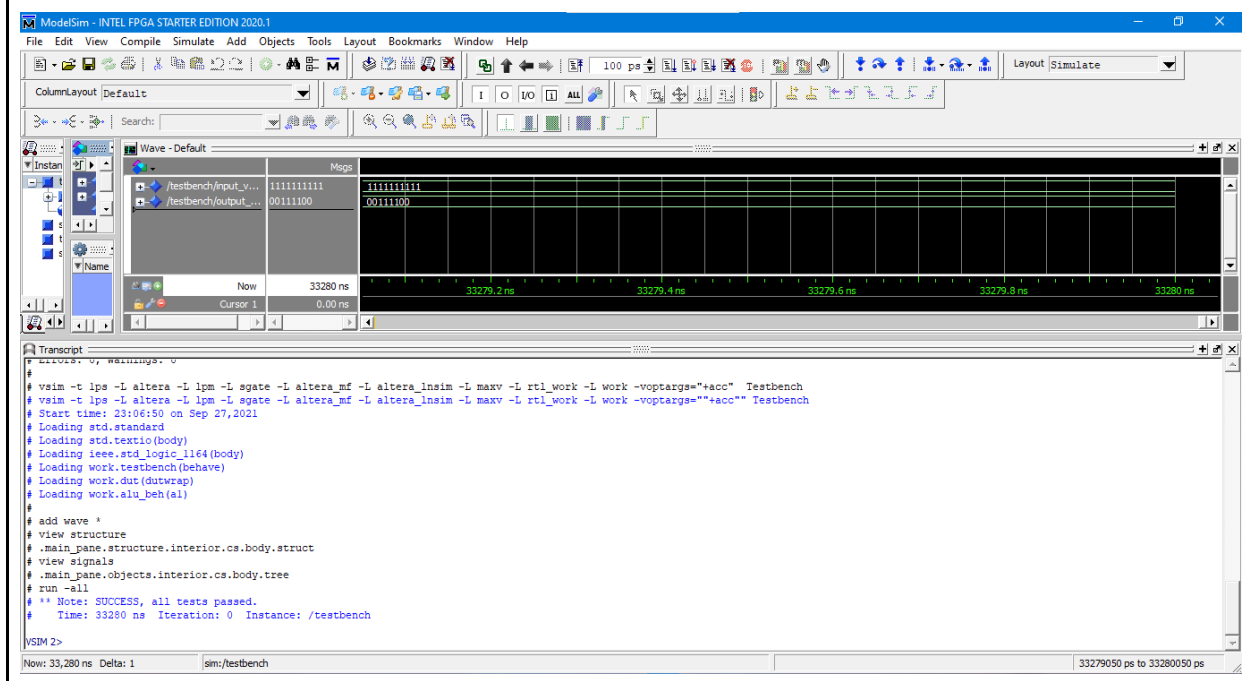 ModelSim - INTEL FPGA STARTER EDITION 2020.1
File Edit View Compile Simulate Add Objects Tools Layout Bookmarks Window Help
100 ps
Layout Simulate
ColumnLayout Default
I O I/O I ALL
Search:
Wave - Default
Instan
Msgs
/testbench/input_v... 1111111111 1111111111
/testbench/output_... 00111100 00111100
Name
Now 33280 ns
33279.2 ns 33279.4 ns 33279.6 ns 33279.8 ns 33280 ns
Cursor 1 0.00 ns
Transcript
# Errors: 0, Warnings: 0
#
# vsim -t 1ps -L altera -L lpm -L sgate -L altera_mf -L altera_lnsim -L maxv -L rtl_work -L work -voptargs="+acc" Testbench
# vsim -t 1ps -L altera -L lpm -L sgate -L altera_mf -L altera_lnsim -L maxv -L rtl_work -L work -voptargs=""+acc"" Testbench
# Start time: 23:06:50 on Sep 27,2021
# Loading std.standard
# Loading std.textio(body)
# Loading ieee.std_logic_1164(body)
# Loading work.testbench(behave)
# Loading work.dut(dutwrap)
# Loading work.alu_beh(a1)
#
# add wave *
# view structure
# .main_pane.structure.interior.cs.body.struct
# view signals
# .main_pane.objects.interior.cs.body.tree
# run -all
# ** Note: SUCCESS, all tests passed.
#    Time: 33280 ns  Iteration: 0  Instance: /testbench
VSIM 2>
Now: 33,280 ns Delta: 1
sim:/testbench
33279050 ps to 33280050 ps